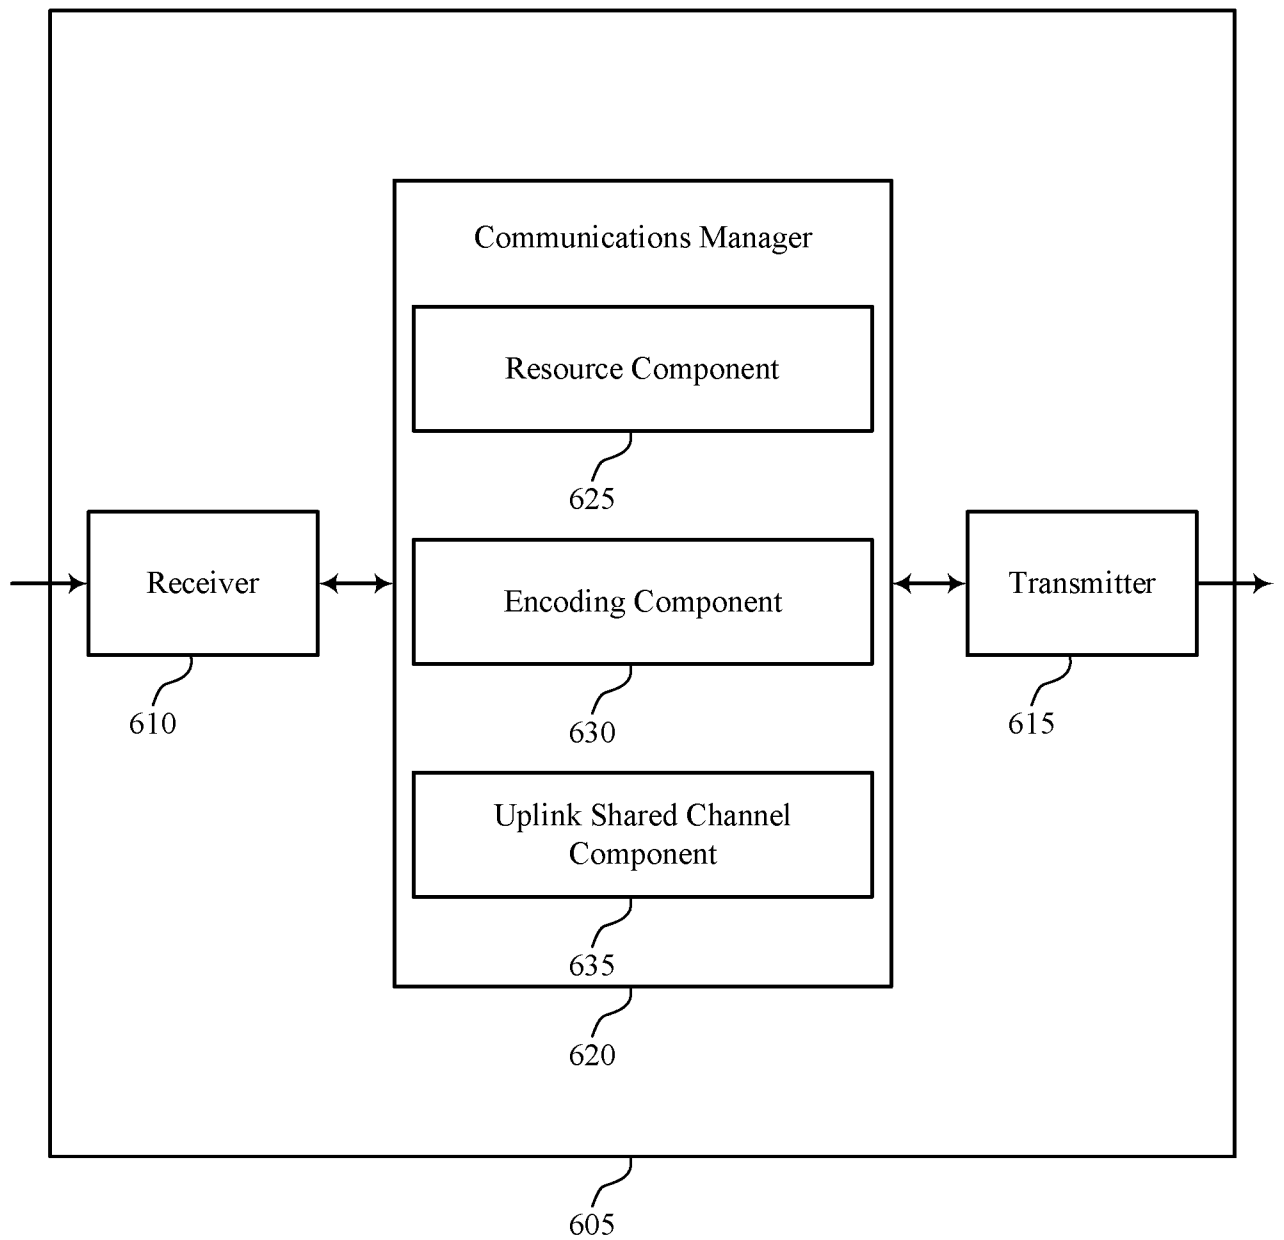 Communications Manager
Resource Component
625
Receiver
610
Encoding Component
630
Transmitter
615
Uplink Shared Channel
Component
635
620
605